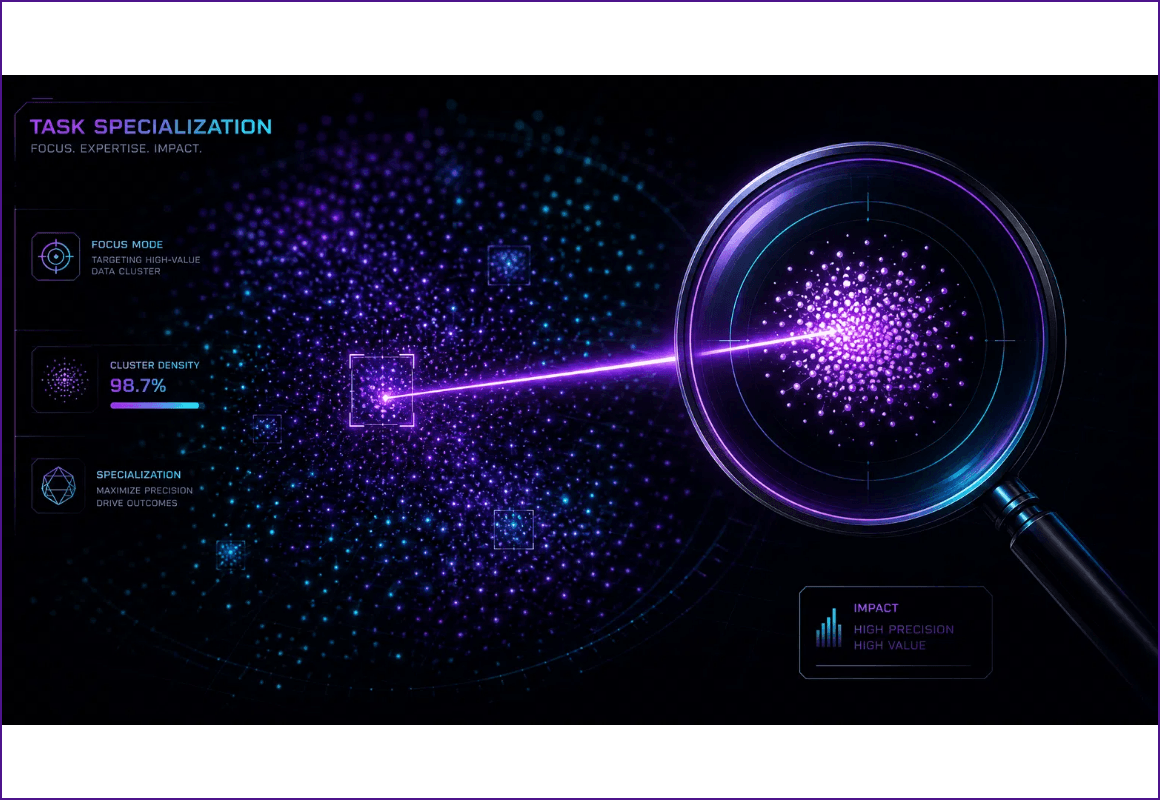 TASK SPECIALIZATION
FOCUS. EXPERTISE. IMPACT.
FOCUS MODE
TARGETING HIGH-VALUE
DATA CLUSTER
CLUSTER DENSITY
98.7%
SPECIALIZATION
MAXIMIZE PRECISION
DRIVE OUTCOMES
IMPACT
HIGH PRECISION
HIGH VALUE